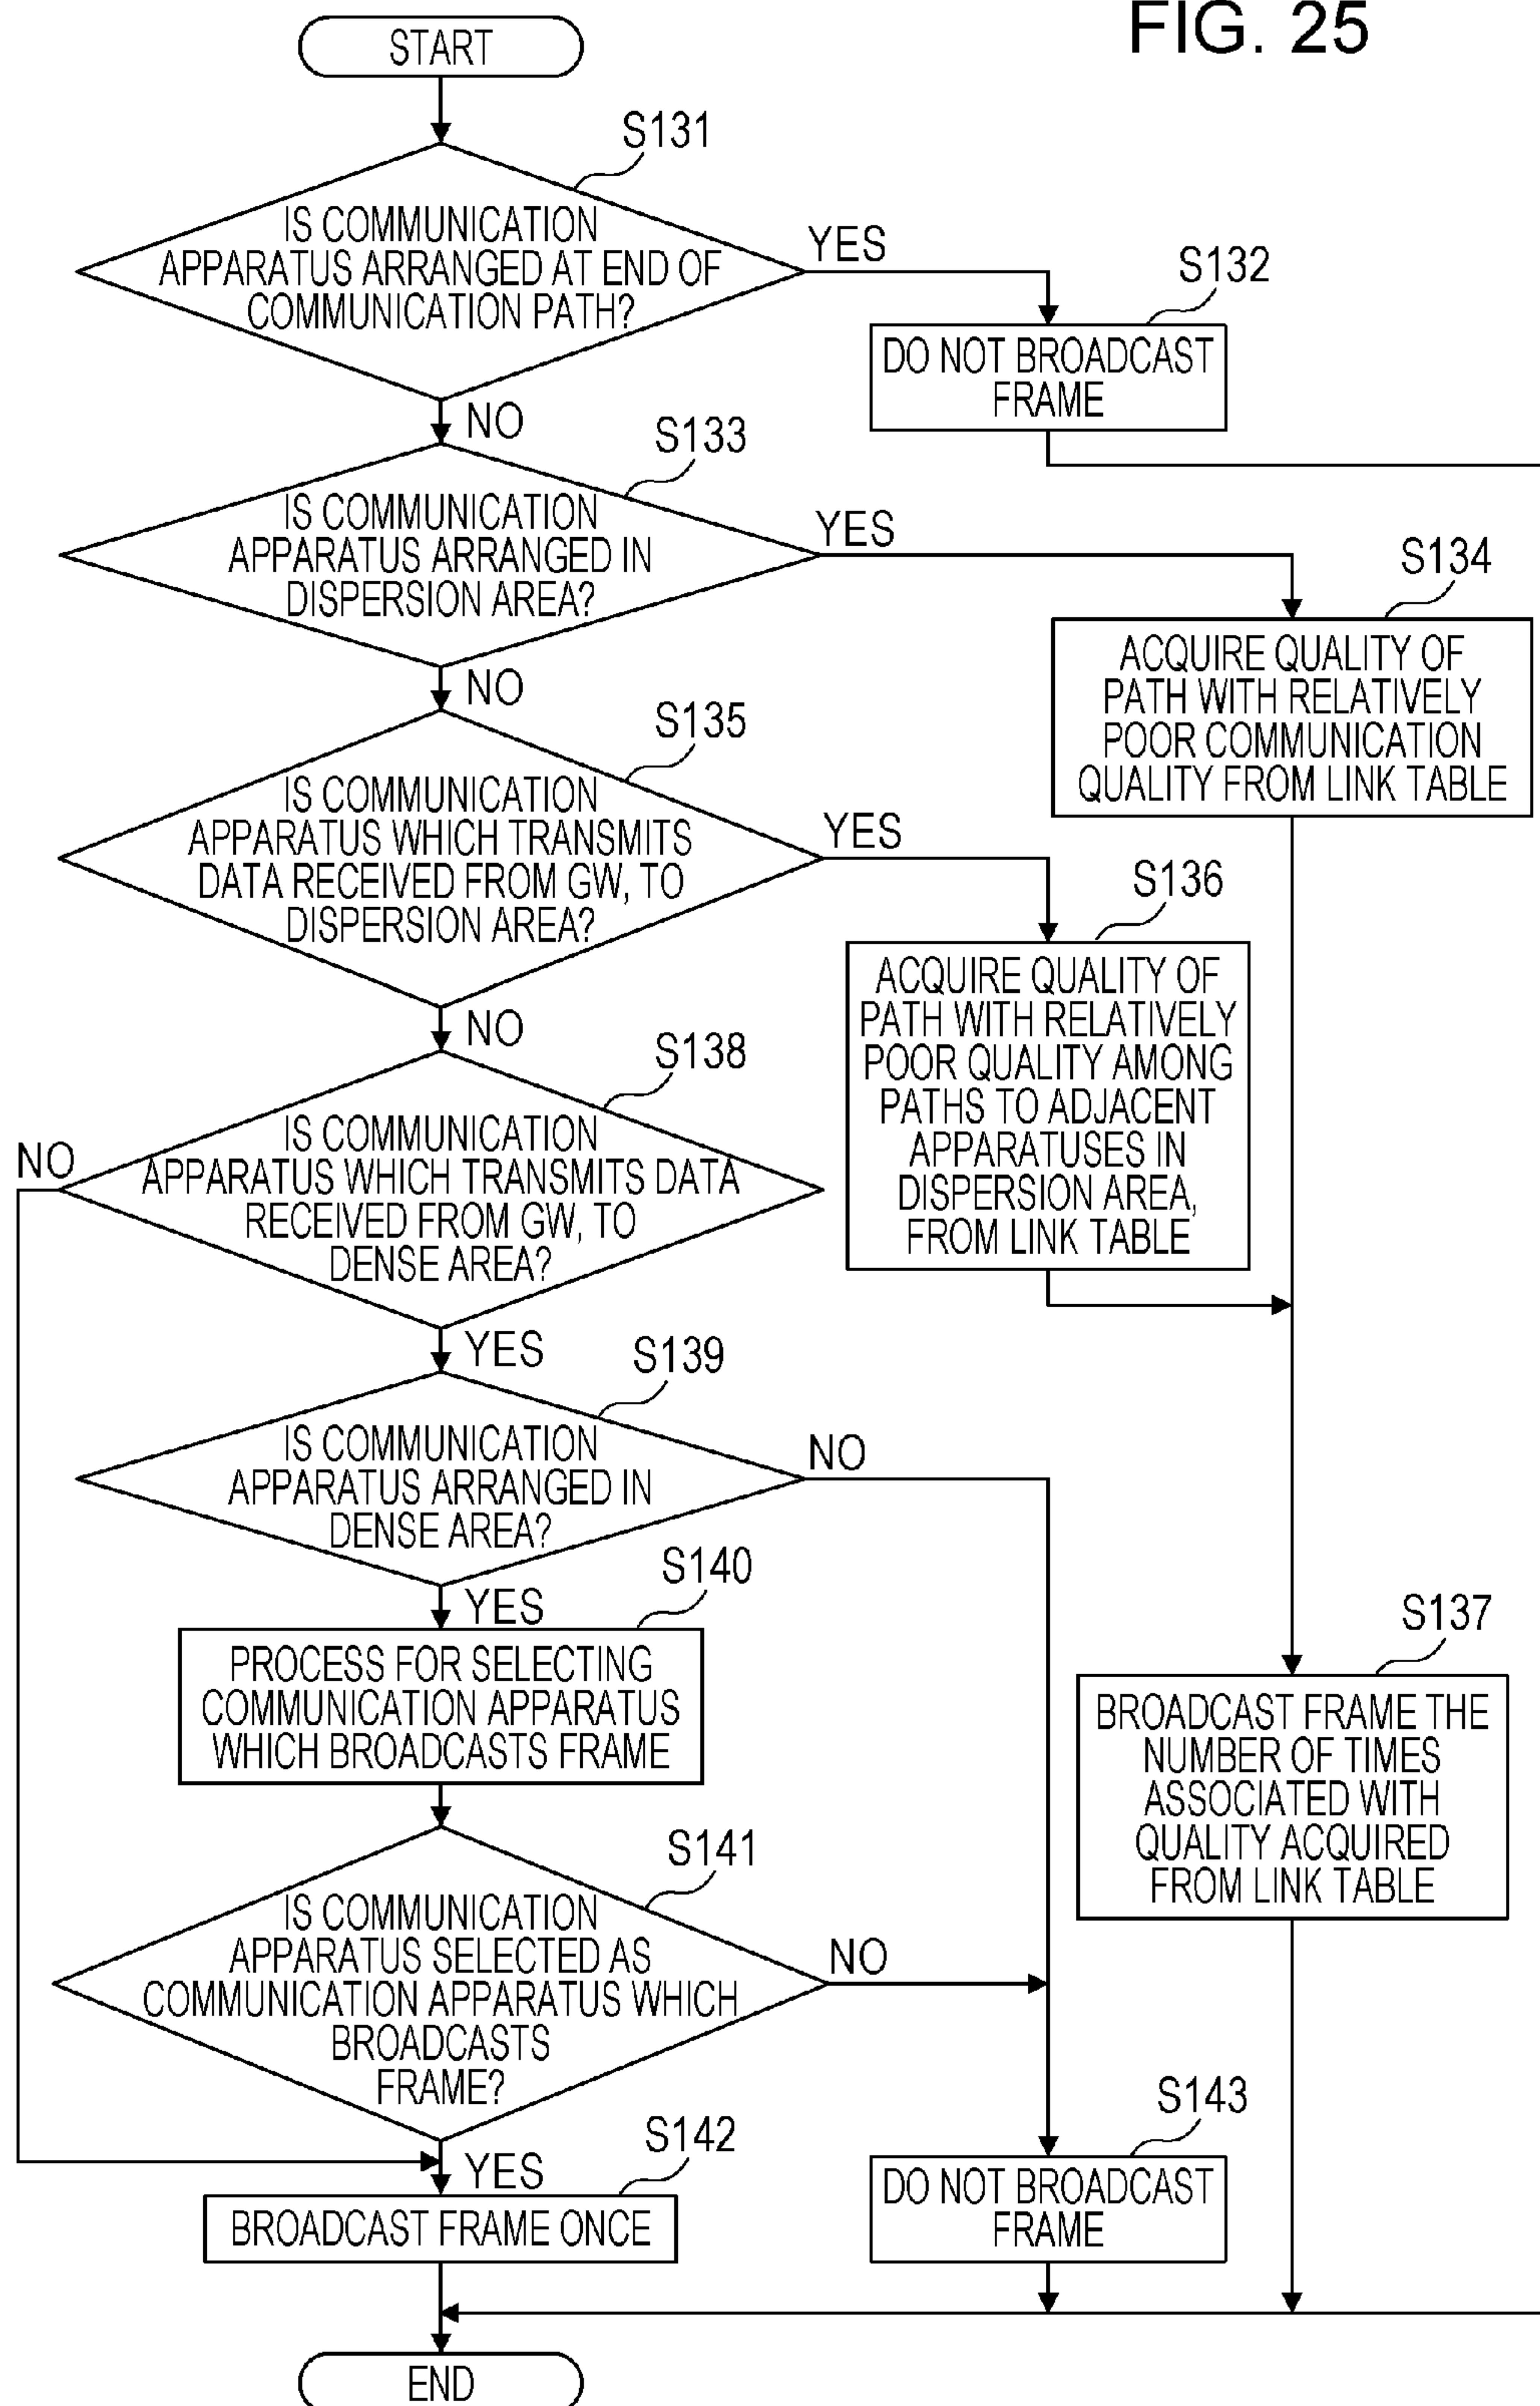 FIG. 25
START
S131
IS COMMUNICATION
APPARATUS ARRANGED AT END OF
COMMUNICATION PATH?
YES
S132
DO NOT BROADCAST
FRAME
NO
S133
IS COMMUNICATION
APPARATUS ARRANGED IN
DISPERSION AREA?
YES
S134
ACQUIRE QUALITY OF
PATH WITH RELATIVELY
POOR COMMUNICATION
QUALITY FROM LINK TABLE
NO
S135
IS COMMUNICATION
APPARATUS WHICH TRANSMITS
DATA RECEIVED FROM GW, TO
DISPERSION AREA?
YES
S136
ACQUIRE QUALITY OF
PATH WITH RELATIVELY
POOR QUALITY AMONG
PATHS TO ADJACENT
APPARATUSES IN
DISPERSION AREA,
FROM LINK TABLE
NO
S138
IS COMMUNICATION
APPARATUS WHICH TRANSMITS DATA
RECEIVED FROM GW, TO
DENSE AREA?
NO
YES
S139
IS COMMUNICATION
APPARATUS ARRANGED IN
DENSE AREA?
NO
YES
S140
PROCESS FOR SELECTING
COMMUNICATION APPARATUS
WHICH BROADCASTS FRAME
S137
BROADCAST FRAME THE
NUMBER OF TIMES
ASSOCIATED WITH
QUALITY ACQUIRED
FROM LINK TABLE
S141
IS COMMUNICATION
APPARATUS SELECTED AS
COMMUNICATION APPARATUS WHICH
BROADCASTS
FRAME?
NO
YES
S142
BROADCAST FRAME ONCE
S143
DO NOT BROADCAST
FRAME
END